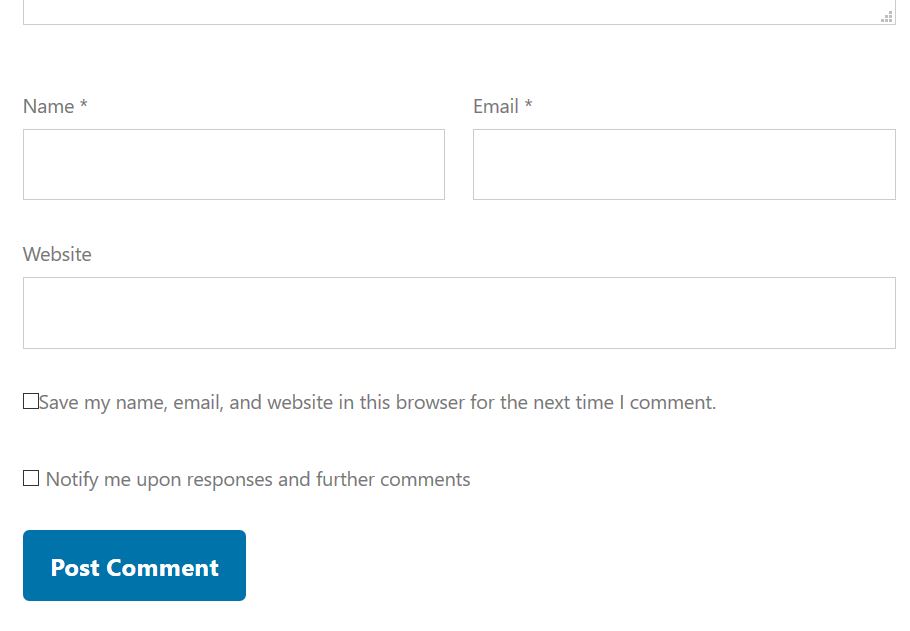 Name *
Email *
Website
Save my name, email, and website in this browser for the next time I comment.
Notify me upon responses and further comments
Post Comment